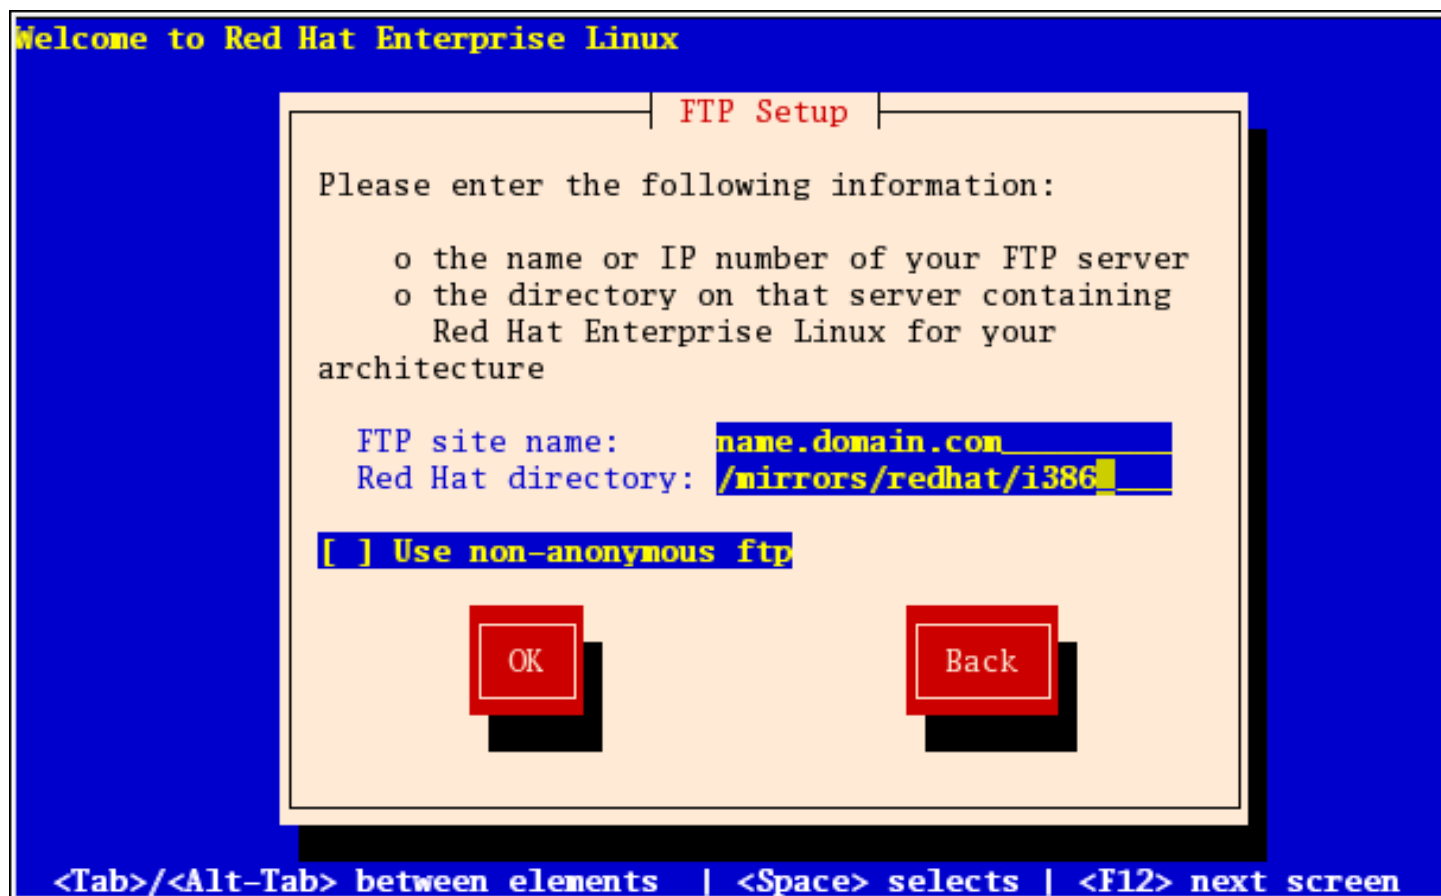 Welcome to Red Hat Enterprise Linux
FTP Setup
Please enter the following information:
o the name or IP number of your FTP server
o the directory on that server containing
Red Hat Enterprise Linux for your
architecture
FTP site name: name.domain.com
Red Hat directory: /mirrors/redhat/i386
[ ] Use non-anonymous ftp
OK Back
<Tab>/<Alt-Tab> between elements | <Space> selects | <F12> next screen